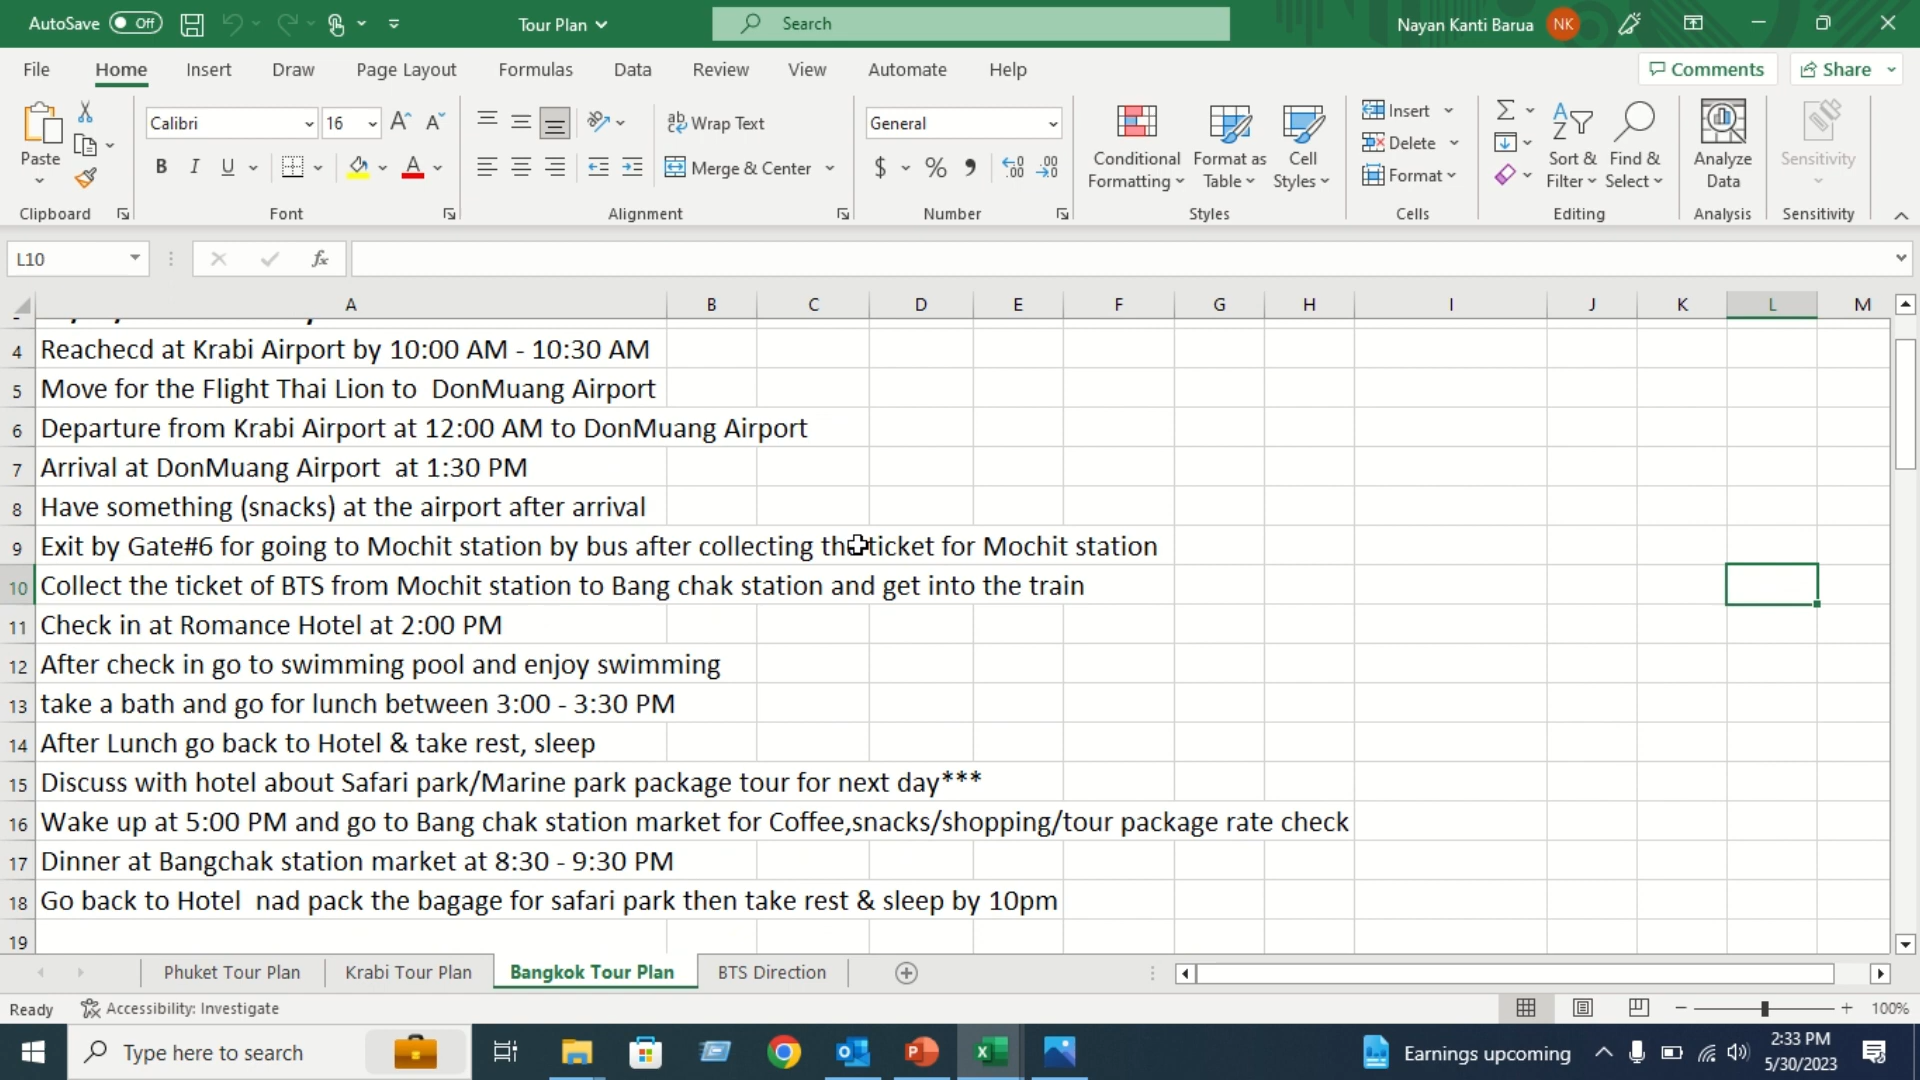 AutoSave Off Tour Plan Search Nayan Kanti Barua NK
File Home Insert Draw Page Layout Formulas Data Review View Automate Help Comments Share
Paste Calibri 16 A A Wrap Text General Conditional Formatting Format as Table Cell Styles Insert Sort & Filter Find & Select Analyze Data Sensitivity
Delete
B I U A Merge & Center $ % Format
Clipboard Font Alignment Number Styles Cells Editing Analysis Sensitivity
L10 fx
A B C D E F G H I J K L M
4 Reachecd at Krabi Airport by 10:00 AM - 10:30 AM
5 Move for the Flight Thai Lion to DonMuang Airport
6 Departure from Krabi Airport at 12:00 AM to DonMuang Airport
7 Arrival at DonMuang Airport at 1:30 PM
8 Have something (snacks) at the airport after arrival
9 Exit by Gate#6 for going to Mochit station by bus after collecting the ticket for Mochit station
10 Collect the ticket of BTS from Mochit station to Bang chak station and get into the train
11 Check in at Romance Hotel at 2:00 PM
12 After check in go to swimming pool and enjoy swimming
13 take a bath and go for lunch between 3:00 - 3:30 PM
14 After Lunch go back to Hotel & take rest, sleep
15 Discuss with hotel about Safari park/Marine park package tour for next day***
16 Wake up at 5:00 PM and go to Bang chak station market for Coffee,snacks/shopping/tour package rate check
17 Dinner at Bangchak station market at 8:30 - 9:30 PM
18 Go back to Hotel nad pack the bagage for safari park then take rest & sleep by 10pm
19
Phuket Tour Plan Krabi Tour Plan Bangkok Tour Plan BTS Direction
Ready Accessibility: Investigate 100%
Type here to search Earnings upcoming 2:33 PM
5/30/2023